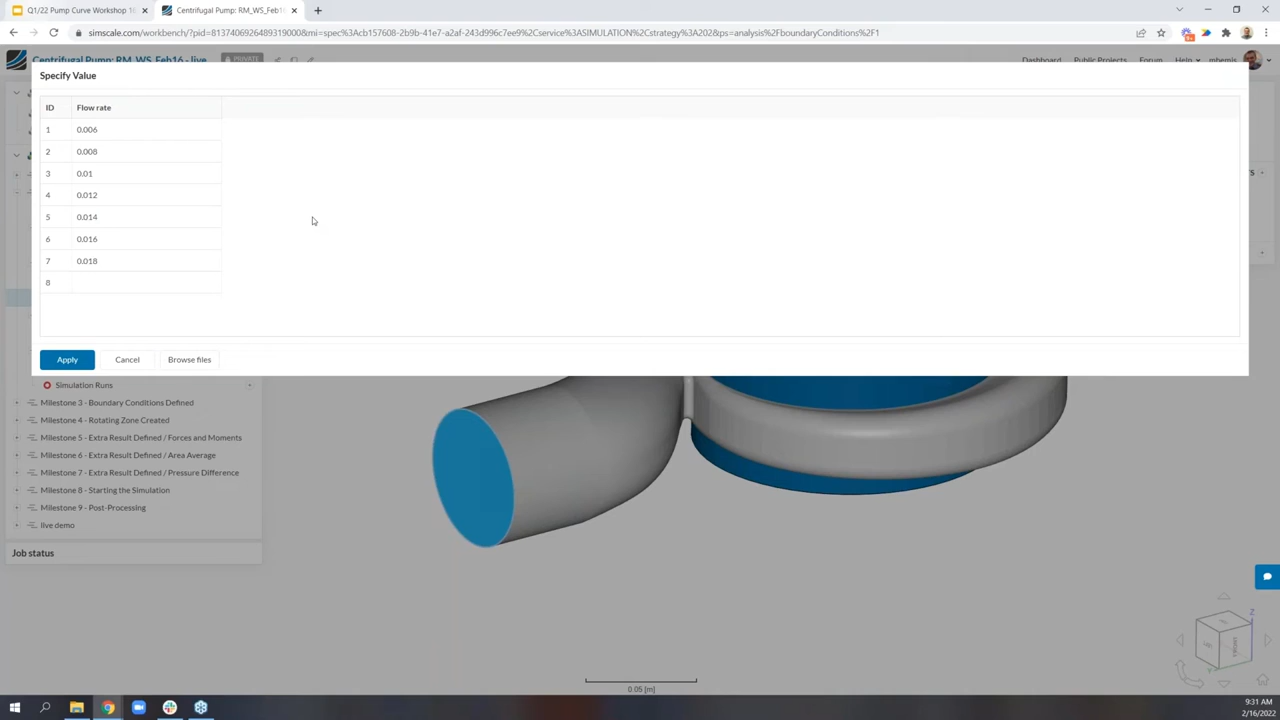 Q1/22 Pump Curve Workshop 16
Centrifugal Pump: RM_WS_Feb16
simscale.com/workbench/?pid=813740692648931900&mi=spec%3Acb157608-2b9b-41e7-a2af-243d996c7ee9%2Cservice%3ASIMULATION%2Cstrategy%3A202&ps=analysis%2FboundaryConditions%2F1
Centrifugal Pump: RM_WS_Feb16 - live
Dashboard
Public Projects
Forum
Help
mbemis
Specify Value
ID Flow rate
1 0.006
2 0.008
3 0.01
4 0.012
5 0.014
6 0.016
7 0.018
8
Apply Cancel Browse files
Simulation Runs
Milestone 3 - Boundary Conditions Defined
Milestone 4 - Rotating Zone Created
Milestone 5 - Extra Result Defined / Forces and Moments
Milestone 6 - Extra Result Defined / Area Average
Milestone 7 - Extra Result Defined / Pressure Difference
Milestone 8 - Starting the Simulation
Milestone 9 - Post-Processing
live demo
Job status
Z
0.05 [m]
9:31 AM
2/16/2022